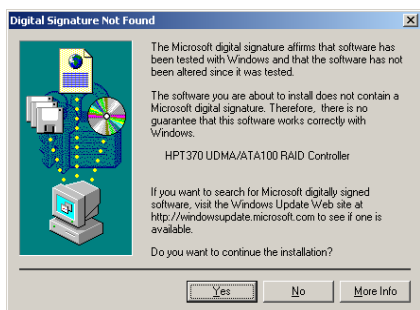 Digital Signature Not Found
The Microsoft digital signature affirms that software has
been tested with Windows and that the software has not
been altered since it was tested.
The software you are about to install does not contain a
Microsoft digital signature. Therefore, there is no
guarantee that this software works correctly with
Windows.
HPT370 UDMA/ATA100 RAID Controller
If you want to search for Microsoft digitally signed
software, visit the Windows Update Web site at
http://windowsupdate.microsoft.com to see if one is
available.
Do you want to continue the installation?
Yes No More Info